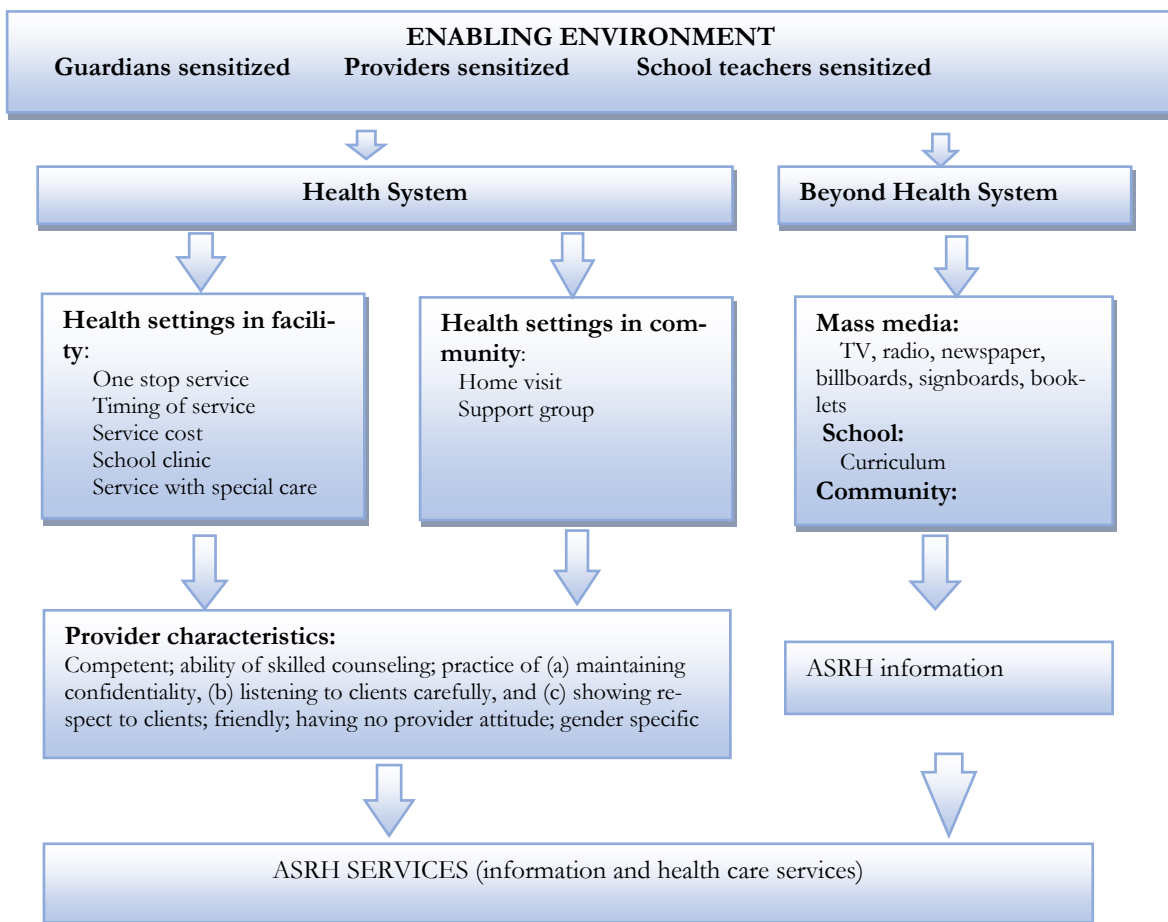 ENABLING ENVIRONMENT
Guardians sensitized Providers sensitized School teachers sensitized
Health System
Beyond Health System
Health settings in facili-
ty:
One stop service
Timing of service
Service cost
School clinic
Service with special care
Health settings in com-
munity:
Home visit
Support group
Mass media:
TV, radio, newspaper,
billboards, signboards, book-
lets
School:
Curriculum
Community:
Provider characteristics:
Competent; ability of skilled counseling; practice of (a) maintaining
confidentiality, (b) listening to clients carefully, and (c) showing re-
spect to clients; friendly; having no provider attitude; gender specific
ASRH information
ASRH SERVICES (information and health care services)